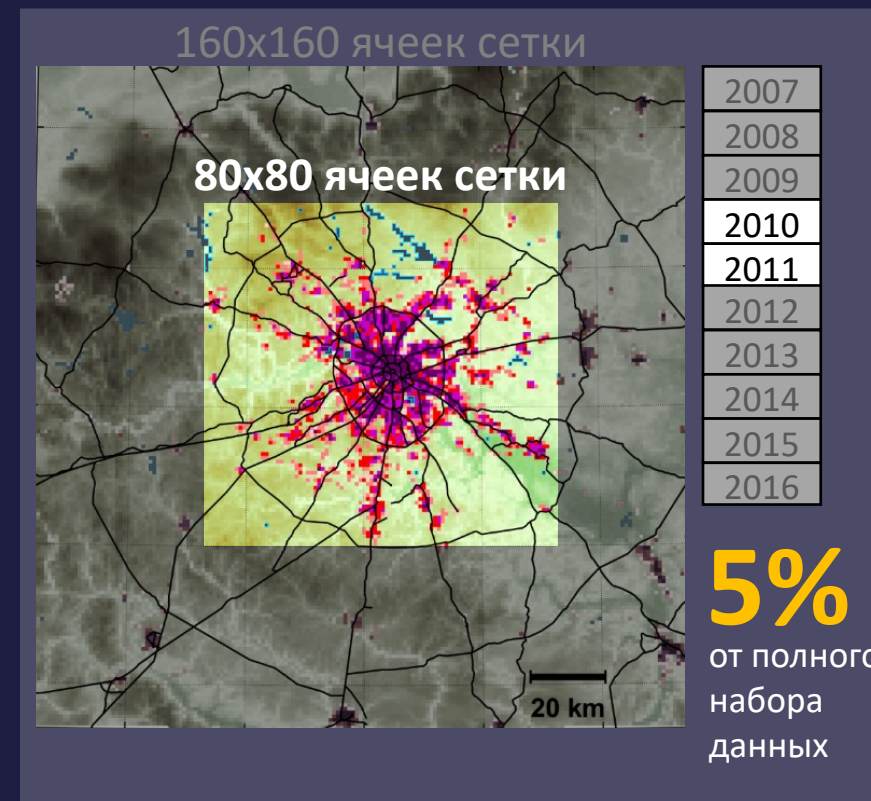 160x160 ячеек сетки
80x80 ячеек сетки
2007
2008
2009
2010
2011
2012
2013
2014
2015
2016
5%
от полного
набора
данных
20 km